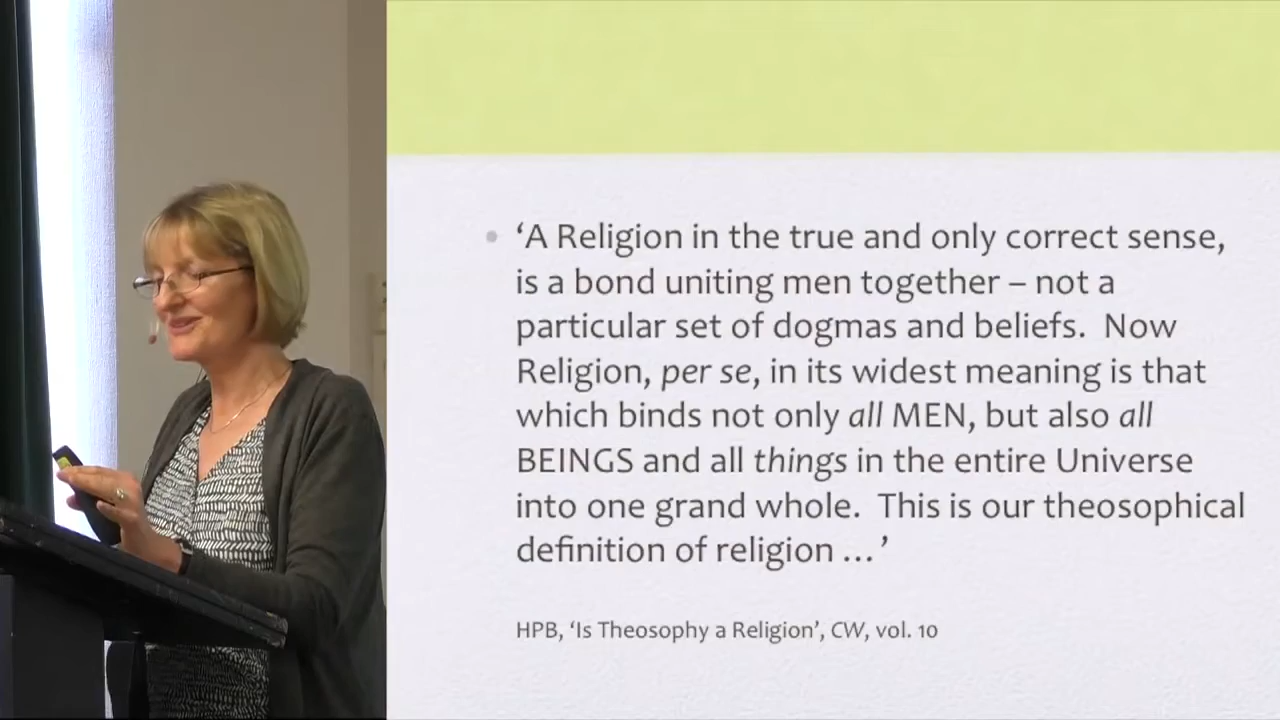 • ‘A Religion in the true and only correct sense,
is a bond uniting men together – not a
particular set of dogmas and beliefs.  Now
Religion, per se, in its widest meaning is that
which binds not only all MEN, but also all
BEINGS and all things in the entire Universe
into one grand whole.  This is our theosophical
definition of religion …’
HPB, ‘Is Theosophy a Religion’, CW, vol. 10